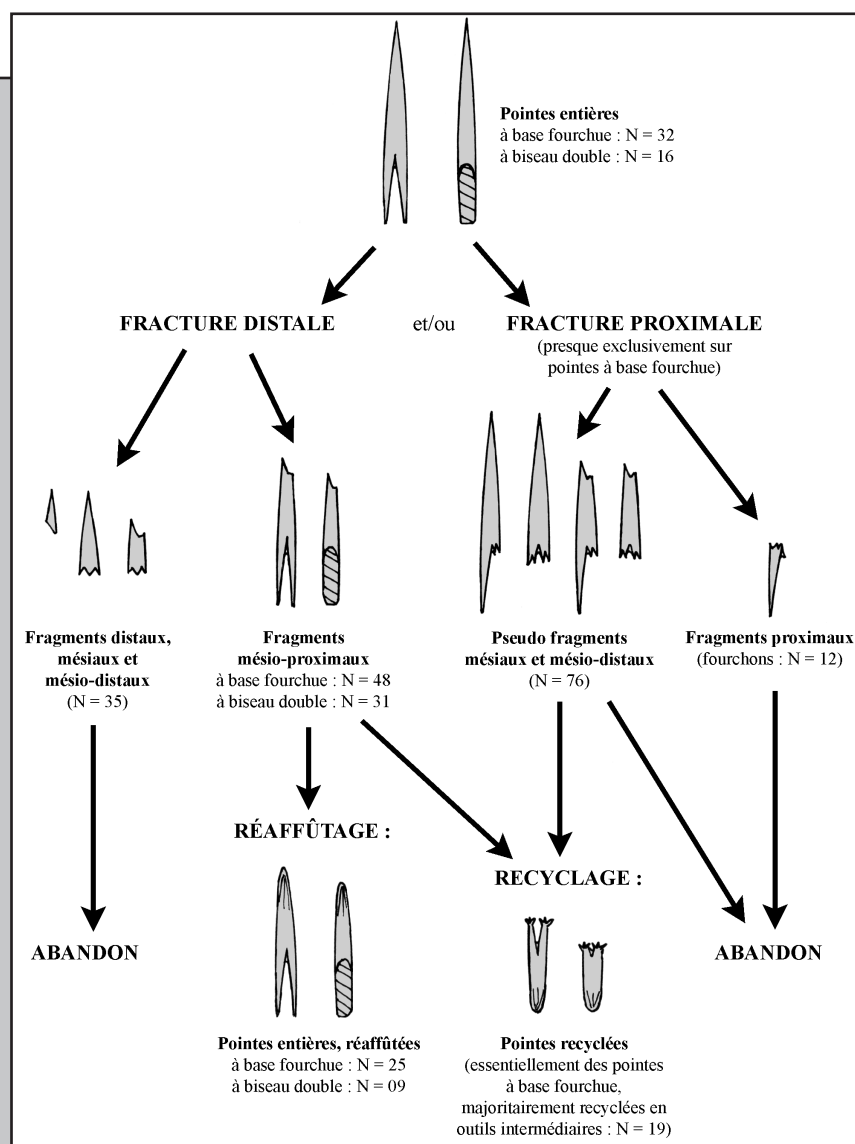 Pointes entières
à base fourchue : N = 32
à biseau double : N = 16
FRACTURE DISTALE
et/ou
FRACTURE PROXIMALE
(presque exclusivement sur
pointes à base fourchue)
Fragments distaux,
mésiaux et
mésio-distaux
(N = 35)
Fragments
mésio-proximaux
à base fourchue : N = 48
à biseau double : N = 31
Pseudo fragments
mésiaux et mésio-distaux
(N = 76)
Fragments proximaux
(fourchons : N = 12)
RÉAFFÛTAGE :
RECYCLAGE :
ABANDON
ABANDON
Pointes entières, réaffûtées
à base fourchue : N = 25
à biseau double : N = 09
Pointes recyclées
(essentiellement des pointes
à base fourchue,
majoritairement recyclées en
outils intermédiaires : N = 19)